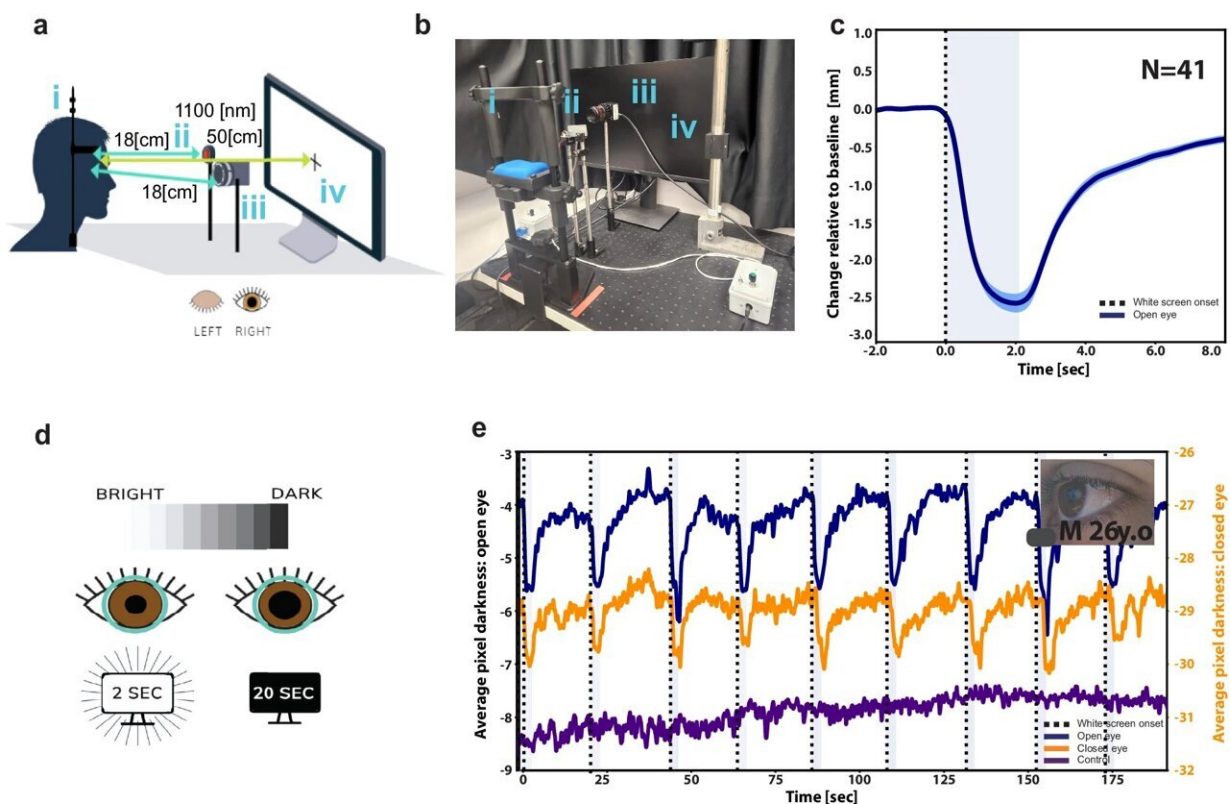 a
i
1100 [nm]
18[cm]
ii
50[cm]
18[cm]
iii
iv
LEFT
RIGHT
b
i
ii
iii
iv
c
1.0
0.5
0.0
-0.5
-1.0
-1.5
-2.0
-2.5
-3.0
Change relative to baseline [mm]
N=41
White screen onset
Open eye
-2.0
0.0
2.0
4.0
6.0
8.0
Time [sec]
d
BRIGHT
DARK
2 SEC
20 SEC
e
-3
-4
-5
-6
-7
-8
-9
Average pixel darkness: open eye
M 26y.o
White screen onset
Open eye
Closed eye
Control
-26
-27
-28
-29
-30
-31
-32
Average pixel darkness: closed eye
0
25
50
75
100
125
150
175
Time [sec]